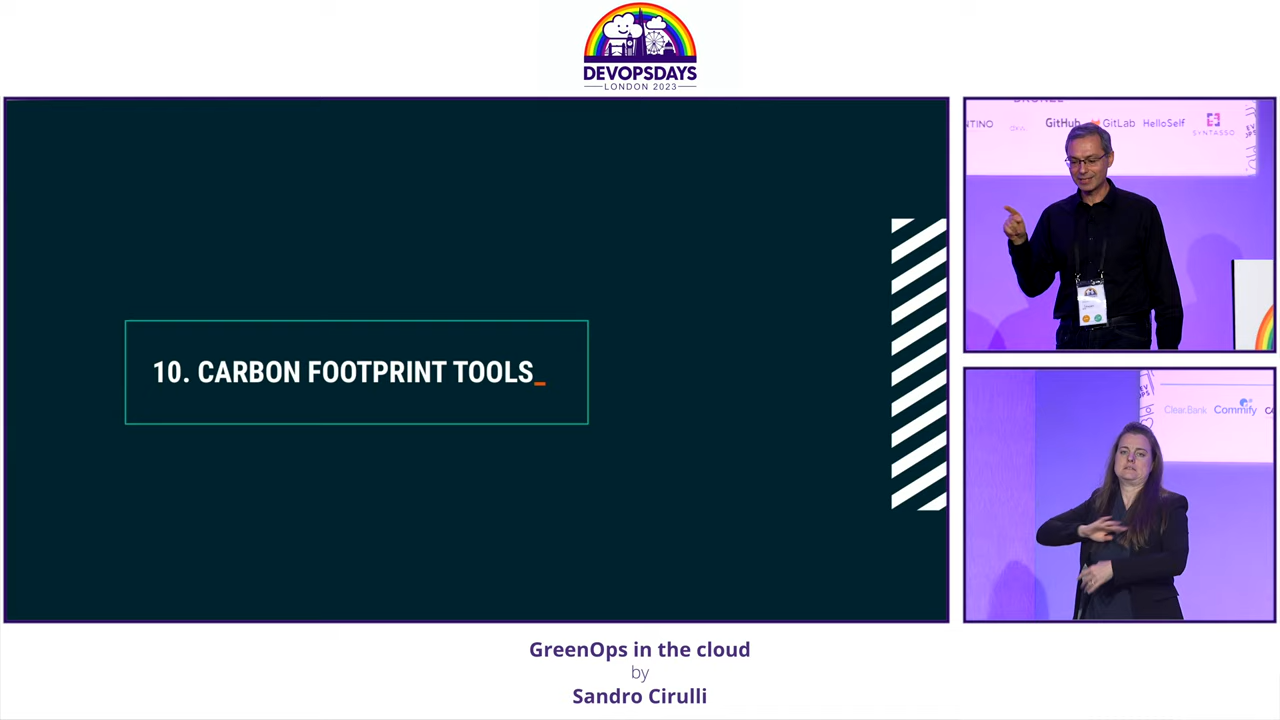 DEVOPSDAYS
LONDON 2023
10. CARBON FOOTPRINT TOOLS_
GitHub
GitLab
HelloSelf
SYNTASSO
Clear.Bank
Commify
GreenOps in the cloud
by
Sandro Cirulli